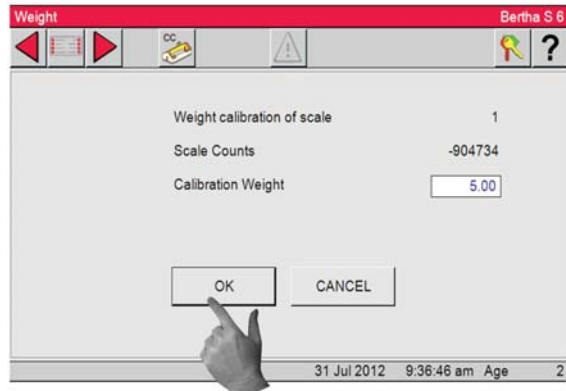 Weight Bertha S 6
CC ?
Weight calibration of scale 1
Scale Counts -904734
Calibration Weight 5.00
OK CANCEL
31 Jul 2012 9:36:46 am Age 2